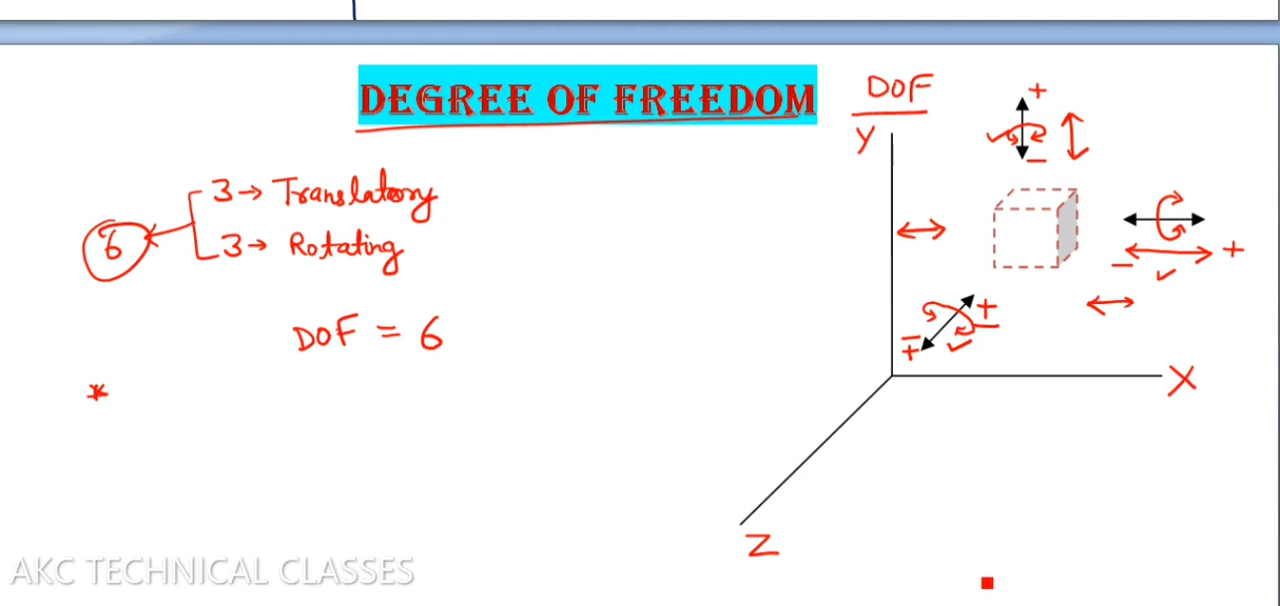 DEGREE OF FREEDOM
DOF
Y
+
-
3→ Translatory
6
3→ Rotating
- +
+
DOF = 6
*
X
Z
AKC TECHNICAL CLASSES